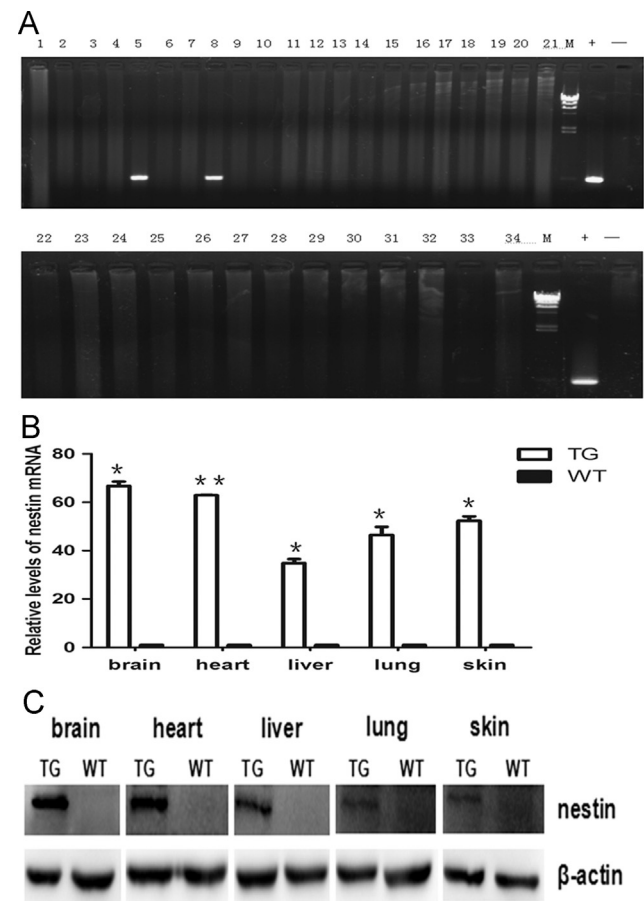 A
1 2 3 4 5 6 7 8 9 10 11 12 13 14 15 16 17 18 19 20 21 M + —
22 23 24 25 26 27 28 29 30 31 32 33 34 M + —
B
Relative levels of nestin mRNA
80
60
40
20
0
* ** * * *
TG
WT
brain heart liver lung skin
C
brain heart liver lung skin
TG WT TG WT TG WT TG WT TG WT
nestin
β-actin